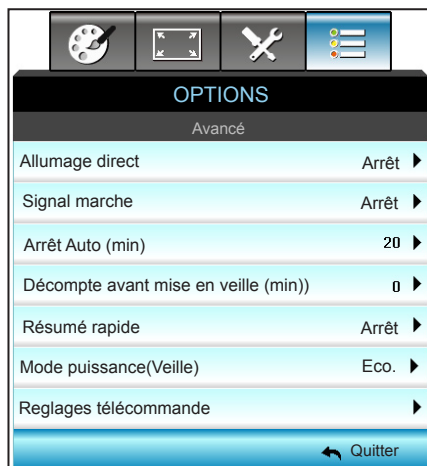 OPTIONS
Avancé
Allumage direct Arrêt
Signal marche Arrêt
Arrêt Auto (min) 20
Décompte avant mise en veille (min)) 0
Résumé rapide Arrêt
Mode puissance(Veille) Eco.
Reglages télécommande
Quitter